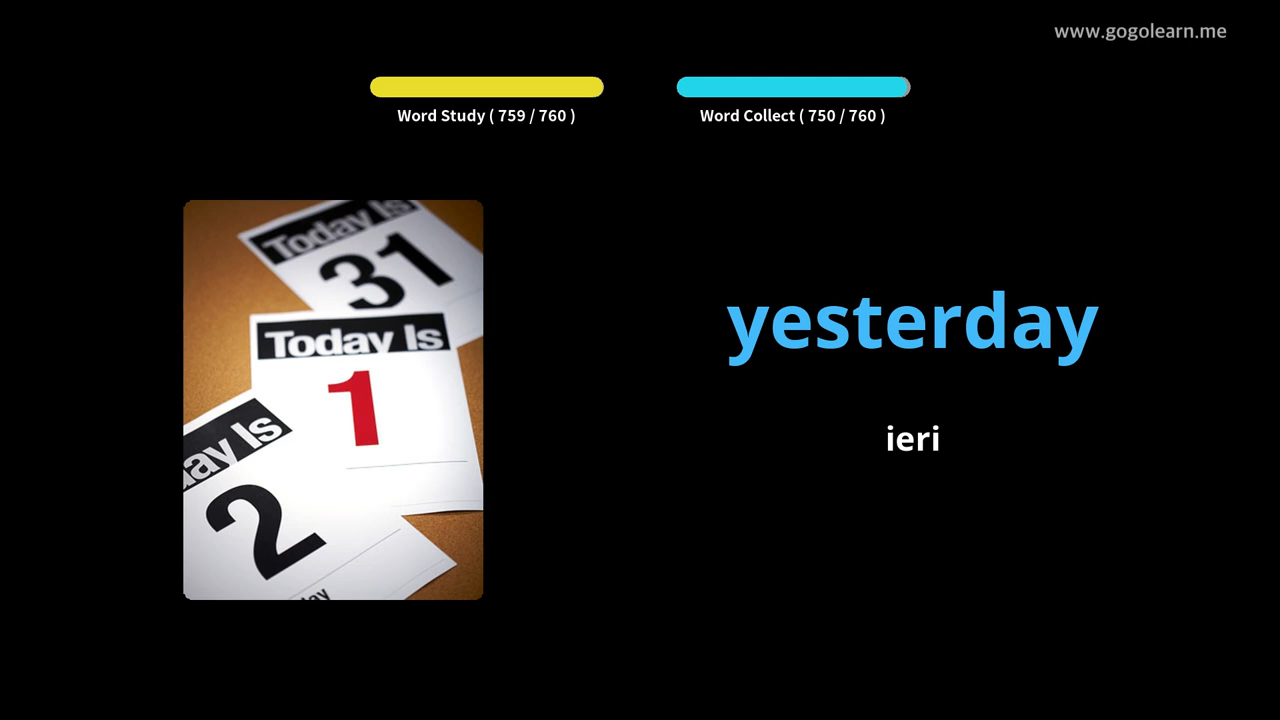 www.gogolearn.me
Word Study ( 759 / 760 )
Word Collect ( 750 / 760 )
Today Is
31
Today Is
1
ay Is
2
yesterday
ieri